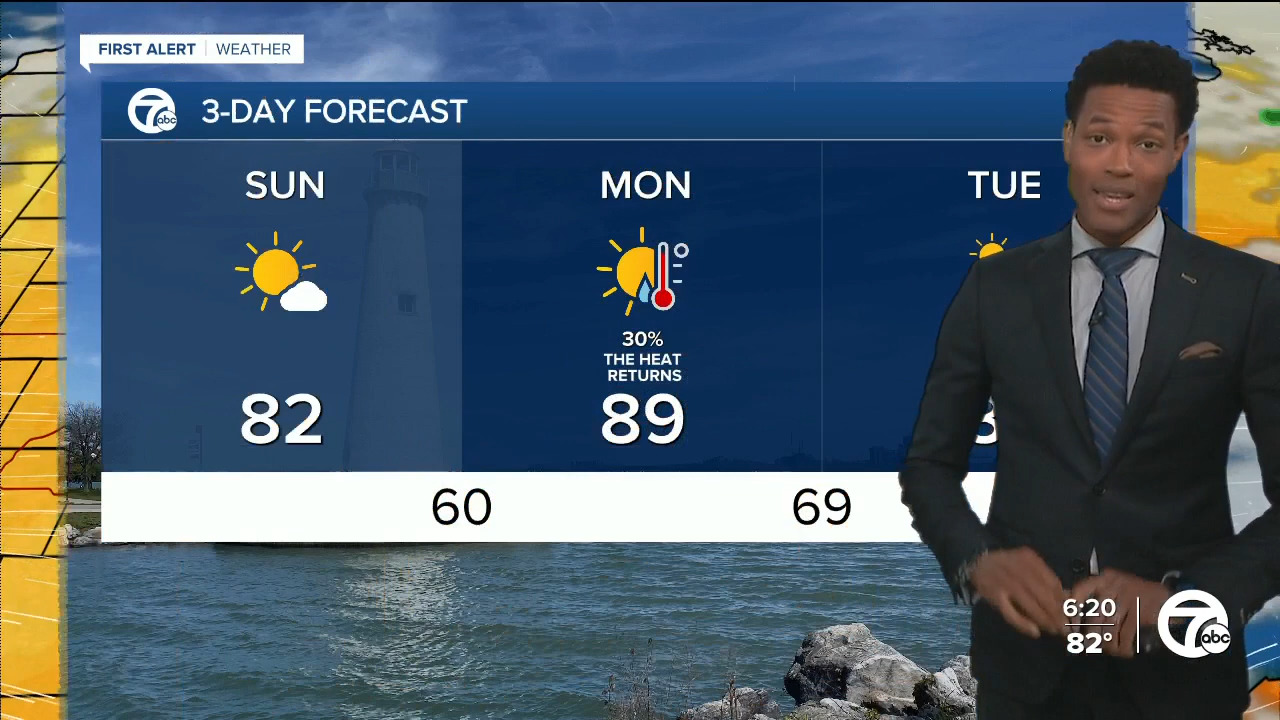 FIRST ALERT | WEATHER
7 abc 3-DAY FORECAST
SUN MON TUE
30%
THE HEAT
RETURNS
82 89
60 69
6:20
82°
7 abc